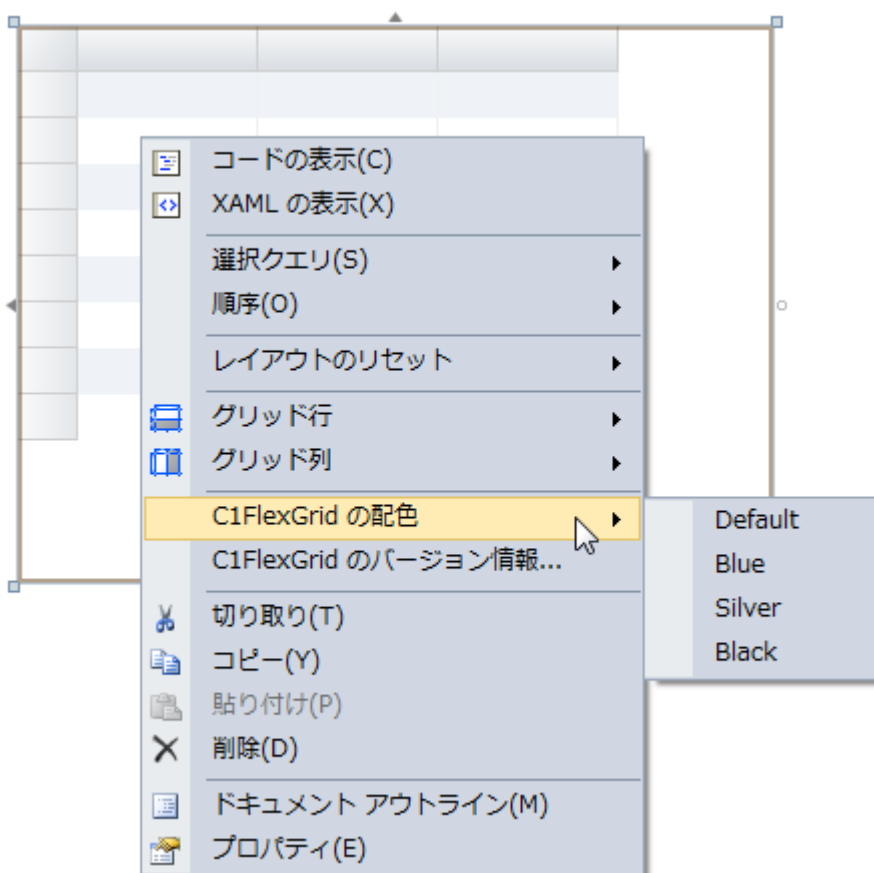 コードの表示(C)
XAML の表示(X)
選択クエリ(S)
順序(O)
レイアウトのリセット
グリッド行
グリッド列
C1FlexGrid の配色
Default
C1FlexGrid のバージョン情報...
Blue
Silver
Black
切り取り(T)
コピー(Y)
貼り付け(P)
削除(D)
ドキュメント アウトライン(M)
プロパティ(E)